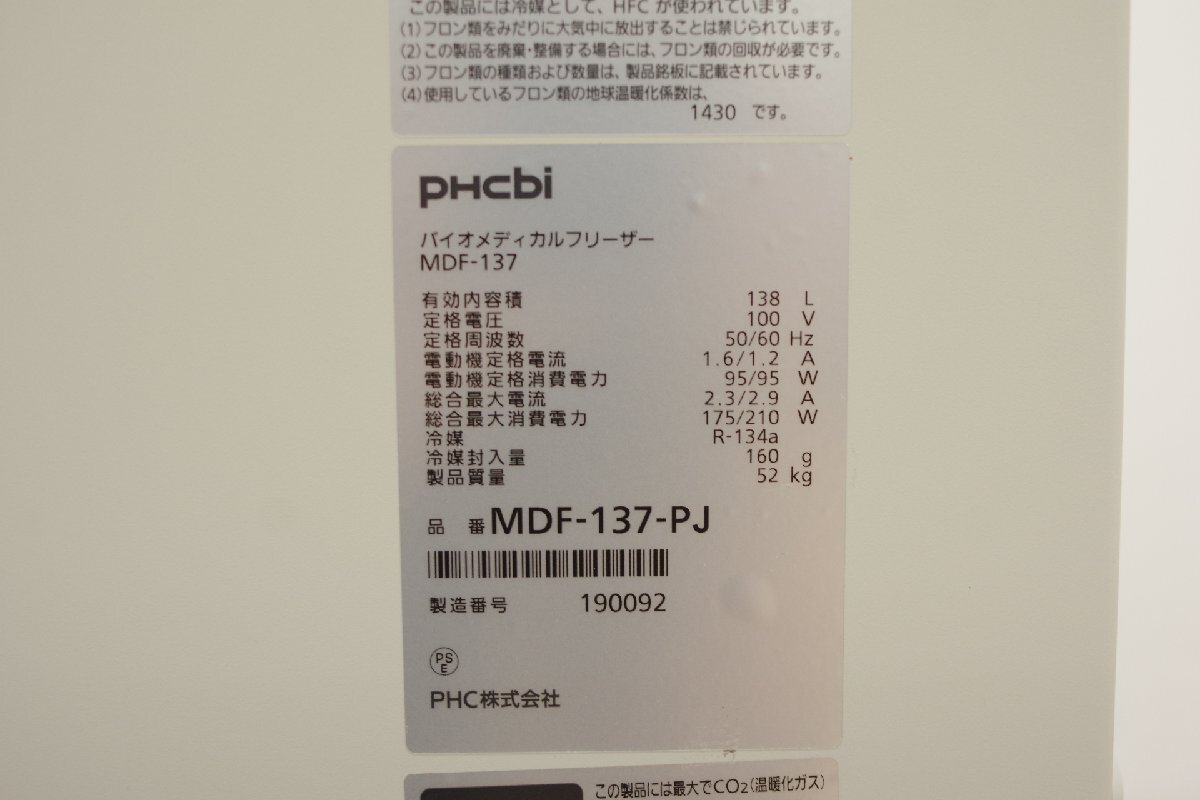 この製品には冷媒として、HFC が使われています。
(1)フロン類をみだりに大気中に放出することは禁じられています。
(2)この製品を廃棄・整備する場合には、フロン類の回収が必要です。
(3)フロン類の種類および数量は、製品銘板に記載されています。
(4)使用しているフロン類の地球温暖化係数は、
1430 です。
PHCbi
バイオメディカルフリーザー
MDF-137
有効内容積 138 L
定格電圧 100 V
定格周波数 50/60 Hz
電動機定格電流 1.6/1.2 A
電動機定格消費電力 95/95 W
総合最大電流 2.3/2.9 A
総合最大消費電力 175/210 W
冷媒 R-134a
冷媒封入量 160 g
製品質量 52 kg
品 番 MDF-137-PJ
製造番号 190092
PS
E
PHC株式会社
この製品には最大でCO2(温暖化ガス)